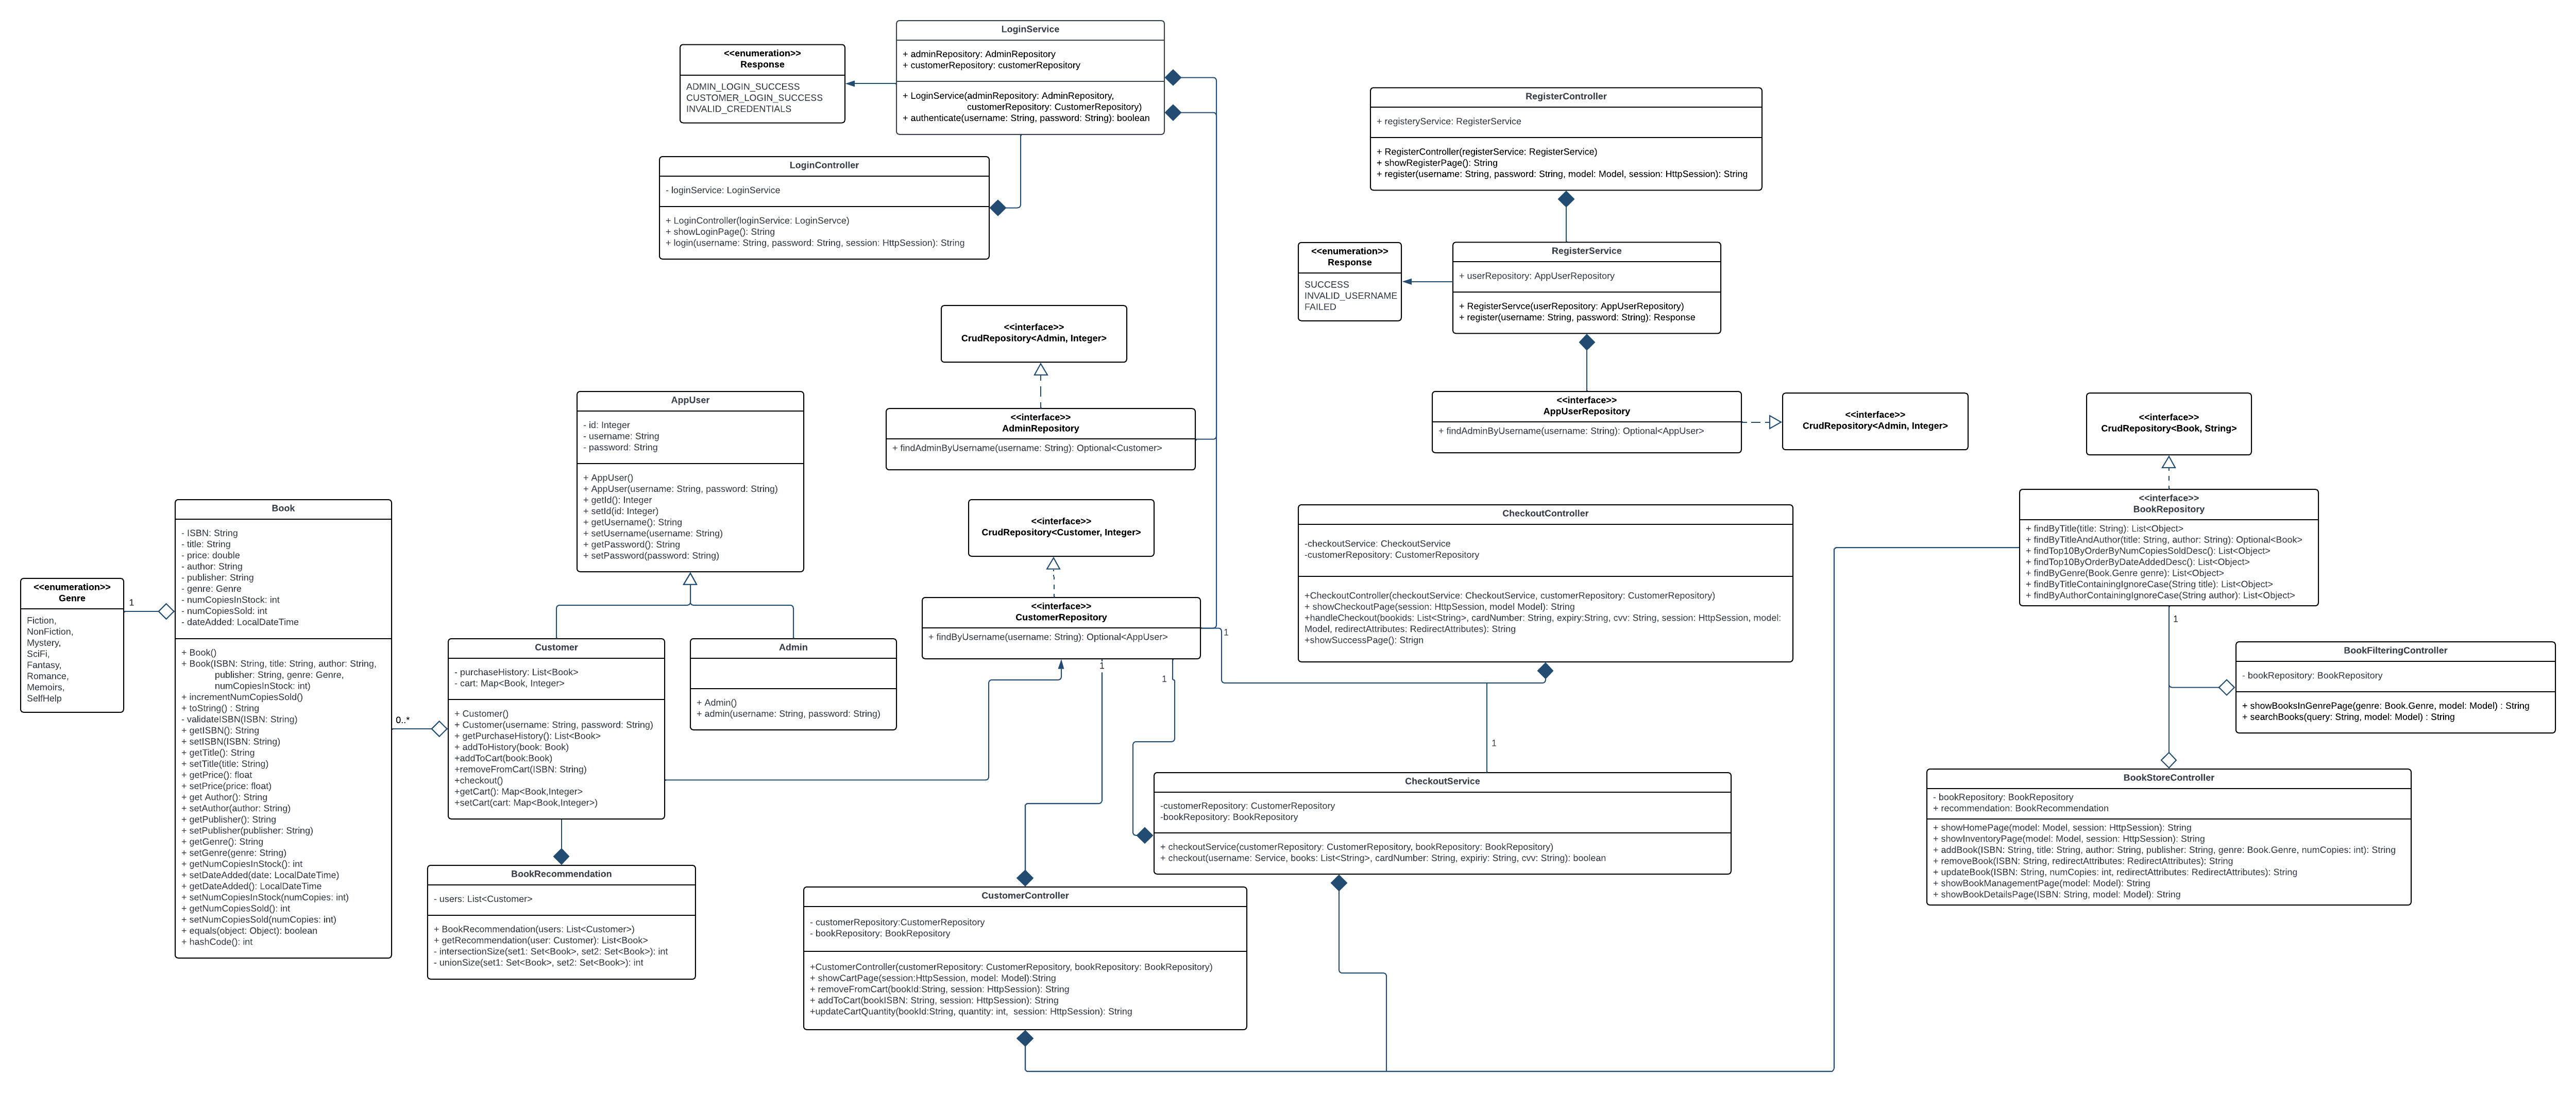 LoginService
+ adminRepository: AdminRepository
+ customerRepository: customerRepository
+ LoginService(adminRepository: AdminRepository,
customerRepository: CustomerRepository)
+ authenticate(username: String, password: String): boolean
<<enumeration>>
Response
ADMIN_LOGIN_SUCCESS
CUSTOMER_LOGIN_SUCCESS
INVALID_CREDENTIALS
LoginController
- loginService: LoginService
+ LoginController(loginService: LoginServce)
+ showLoginPage(): String
+ login(username: String, password: String, session: HttpSession): String
RegisterController
+ registeryService: RegisterService
+ RegisterController(registerService: RegisterService)
+ showRegisterPage(): String
+ register(username: String, password: String, model: Model, session: HttpSession): String
<<enumeration>>
Response
SUCCESS
INVALID_USERNAME
FAILED
RegisterService
+ userRepository: AppUserRepository
+ RegisterServce(userRepository: AppUserRepository)
+ register(username: String, password: String): Response
<<interface>>
CrudRepository<Admin, Integer>
<<interface>>
AdminRepository
+ findAdminByUsername(username: String): Optional<Customer>
<<interface>>
AppUserRepository
+ findAdminByUsername(username: String): Optional<AppUser>
<<interface>>
CrudRepository<Admin, Integer>
<<interface>>
CrudRepository<Book, String>
<<interface>>
BookRepository
+ findByTitle(title: String): List<Object>
+ findByTitleAndAuthor(title: String, author: String): Optional<Book>
+ findTop10ByOrderByNumCopiesSoldDesc(): List<Object>
+ findTop10ByOrderByDateAddedDesc(): List<Object>
+ findByGenre(Book.Genre genre): List<Object>
+ findByTitleContainingIgnoreCase(String title): List<Object>
+ findByAuthorContainingIgnoreCase(String author): List<Object>
1
AppUser
- id: Integer
- username: String
- password: String
+ AppUser()
+ AppUser(username: String, password: String)
+ getId(): Integer
+ setId(id: Integer)
+ getUsername(): String
+ setUsername(username: String)
+ getPassword(): String
+ setPassword(password: String)
<<enumeration>>
Genre
Fiction,
NonFiction,
Mystery,
SciFi,
Fantasy,
Romance,
Memoirs,
SelfHelp
1
Book
- ISBN: String
- title: String
- price: double
- author: String
- publisher: String
- genre: Genre
- numCopiesInStock: int
- numCopiesSold: int
- dateAdded: LocalDateTime
+ Book()
+ Book(ISBN: String, title: String, author: String,
publisher: String, genre: Genre,
numCopiesInStock: int)
+ incrementNumCopiesSold()
+ toString() : String
- validateISBN(ISBN: String)
+ getISBN(): String
+ setISBN(ISBN: String)
+ getTitle(): String
+ setTitle(title: String)
+ getPrice(): float
+ setPrice(price: float)
+ get Author(): String
+ setAuthor(author: String)
+ getPublisher(): String
+ setPublisher(publisher: String)
+ getGenre(): String
+ setGenre(genre: String)
+ getNumCopiesInStock(): int
+ setDateAdded(date: LocalDateTime)
+ getDateAdded(): LocalDateTime
+ setNumCopiesInStock(numCopies: int)
+ getNumCopiesSold(): int
+ setNumCopiesSold(numCopies: int)
+ equals(object: Object): boolean
+ hashCode(): int
0..*
Customer
- purchaseHistory: List<Book>
- cart: Map<Book, Integer>
+ Customer()
+ Customer(username: String, password: String)
+ getPurchaseHistory(): List<Book>
+ addToHistory(book: Book)
+addToCart(book:Book)
+removeFromCart(ISBN: String)
+checkout()
+getCart(): Map<Book,Integer>
+setCart(cart: Map<Book,Integer>)
Admin
+ Admin()
+ admin(username: String, password: String)
BookRecommendation
- users: List<Customer>
+ BookRecommendation(users: List<Customer>)
+ getRecommendation(user: Customer): List<Book>
- intersectionSize(set1: Set<Book>, set2: Set<Book>): int
- unionSize(set1: Set<Book>, set2: Set<Book>): int
<<interface>>
CrudRepository<Customer, Integer>
<<interface>>
CustomerRepository
+ findByUsername(username: String): Optional<AppUser>
1
1
1
CheckoutController
-checkoutService: CheckoutService
-customerRepository: CustomerRepository
+CheckoutController(checkoutService: CheckoutService, customerRepository: CustomerRepository)
+ showCheckoutPage(session: HttpSession, model Model): String
+handleCheckout(bookids: List<String>, cardNumber: String, expiry:String, cvv: String, session: HttpSession, model:
Model, redirectAttributes: RedirectAttributes): String
+showSuccessPage(): Strign
1
CheckoutService
-customerRepository: CustomerRepository
-bookRepository: BookRepository
+ checkoutService(customerRepository: CustomerRepository, bookRepository: BookRepository)
+ checkout(username: Service, books: List<String>, cardNumber: String, expiriy: String, cvv: String): boolean
CustomerController
- customerRepository:CustomerRepository
- bookRepository: BookRepository
+CustomerController(customerRepository: CustomerRepository, bookRepository: BookRepository)
+ showCartPage(session:HttpSession, model: Model):String
+ removeFromCart(bookId:String, session: HttpSession): String
+ addToCart(bookISBN: String, session: HttpSession): String
+updateCartQuantity(bookId:String, quantity: int,  session: HttpSession): String
BookFilteringController
- bookRepository: BookRepository
+ showBooksInGenrePage(genre: Book.Genre, model: Model) : String
+ searchBooks(query: String, model: Model) : String
BookStoreController
- bookRepository: BookRepository
+ recommendation: BookRecommendation
+ showHomePage(model: Model, session: HttpSession): String
+ showInventoryPage(model: Model, session: HttpSession): String
+ addBook(ISBN: String, title: String, author: String, publisher: String, genre: Book.Genre, numCopies: int): String
+ removeBook(ISBN: String, redirectAttributes: RedirectAttributes): String
+ updateBook(ISBN: String, numCopies: int, redirectAttributes: RedirectAttributes): String
+ showBookManagementPage(model: Model): String
+ showBookDetailsPage(ISBN: String, model: Model): String